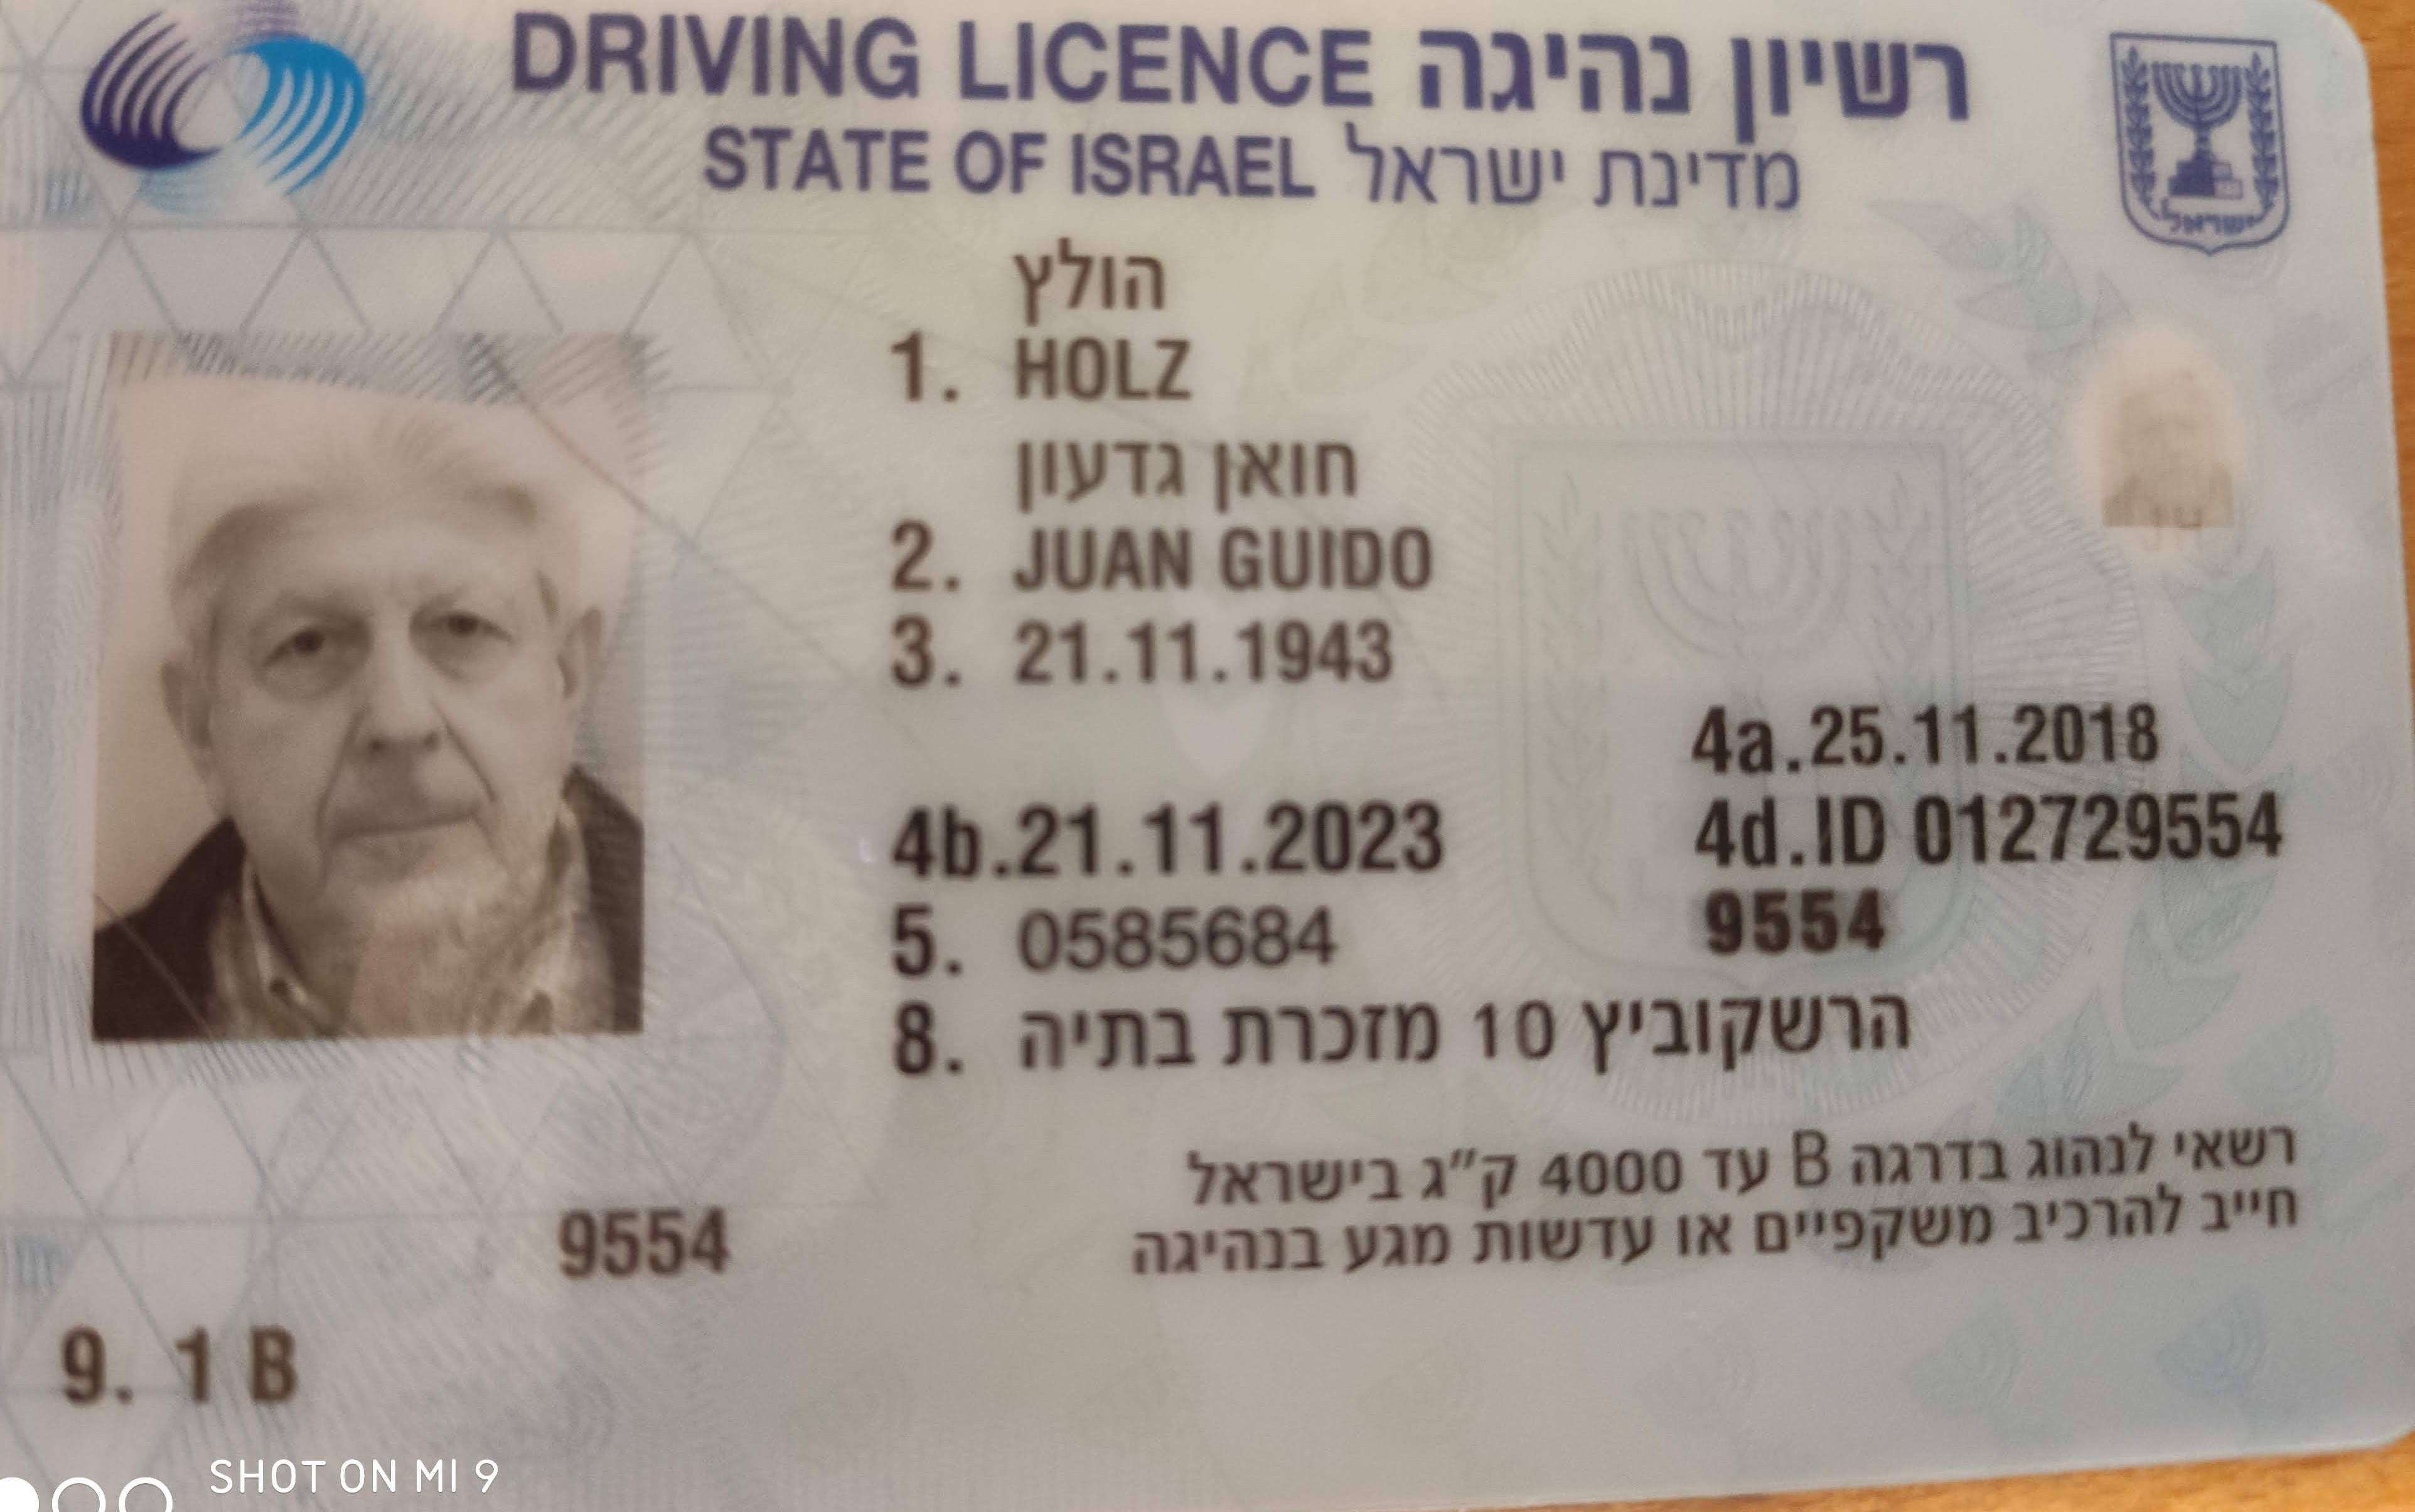 DRIVING LICENCE רשיון נהיגה
STATE OF ISRAEL מדינת ישראל
ישראל
הולץ
1. HOLZ
חואן גדעון
2. JUAN GUIDO
3. 21.11.1943
4a.25.11.2018
4b.21.11.2023 4d.ID 012729554
5. 0585684 9554
8. הרשקוביץ 10 מזכרת בתיה
רשאי לנהוג בדרגה B עד 4000 ק"ג בישראל
חייב להרכיב משקפיים או עדשות מגע בנהיגה
9554
9. 1 B
SHOT ON MI 9